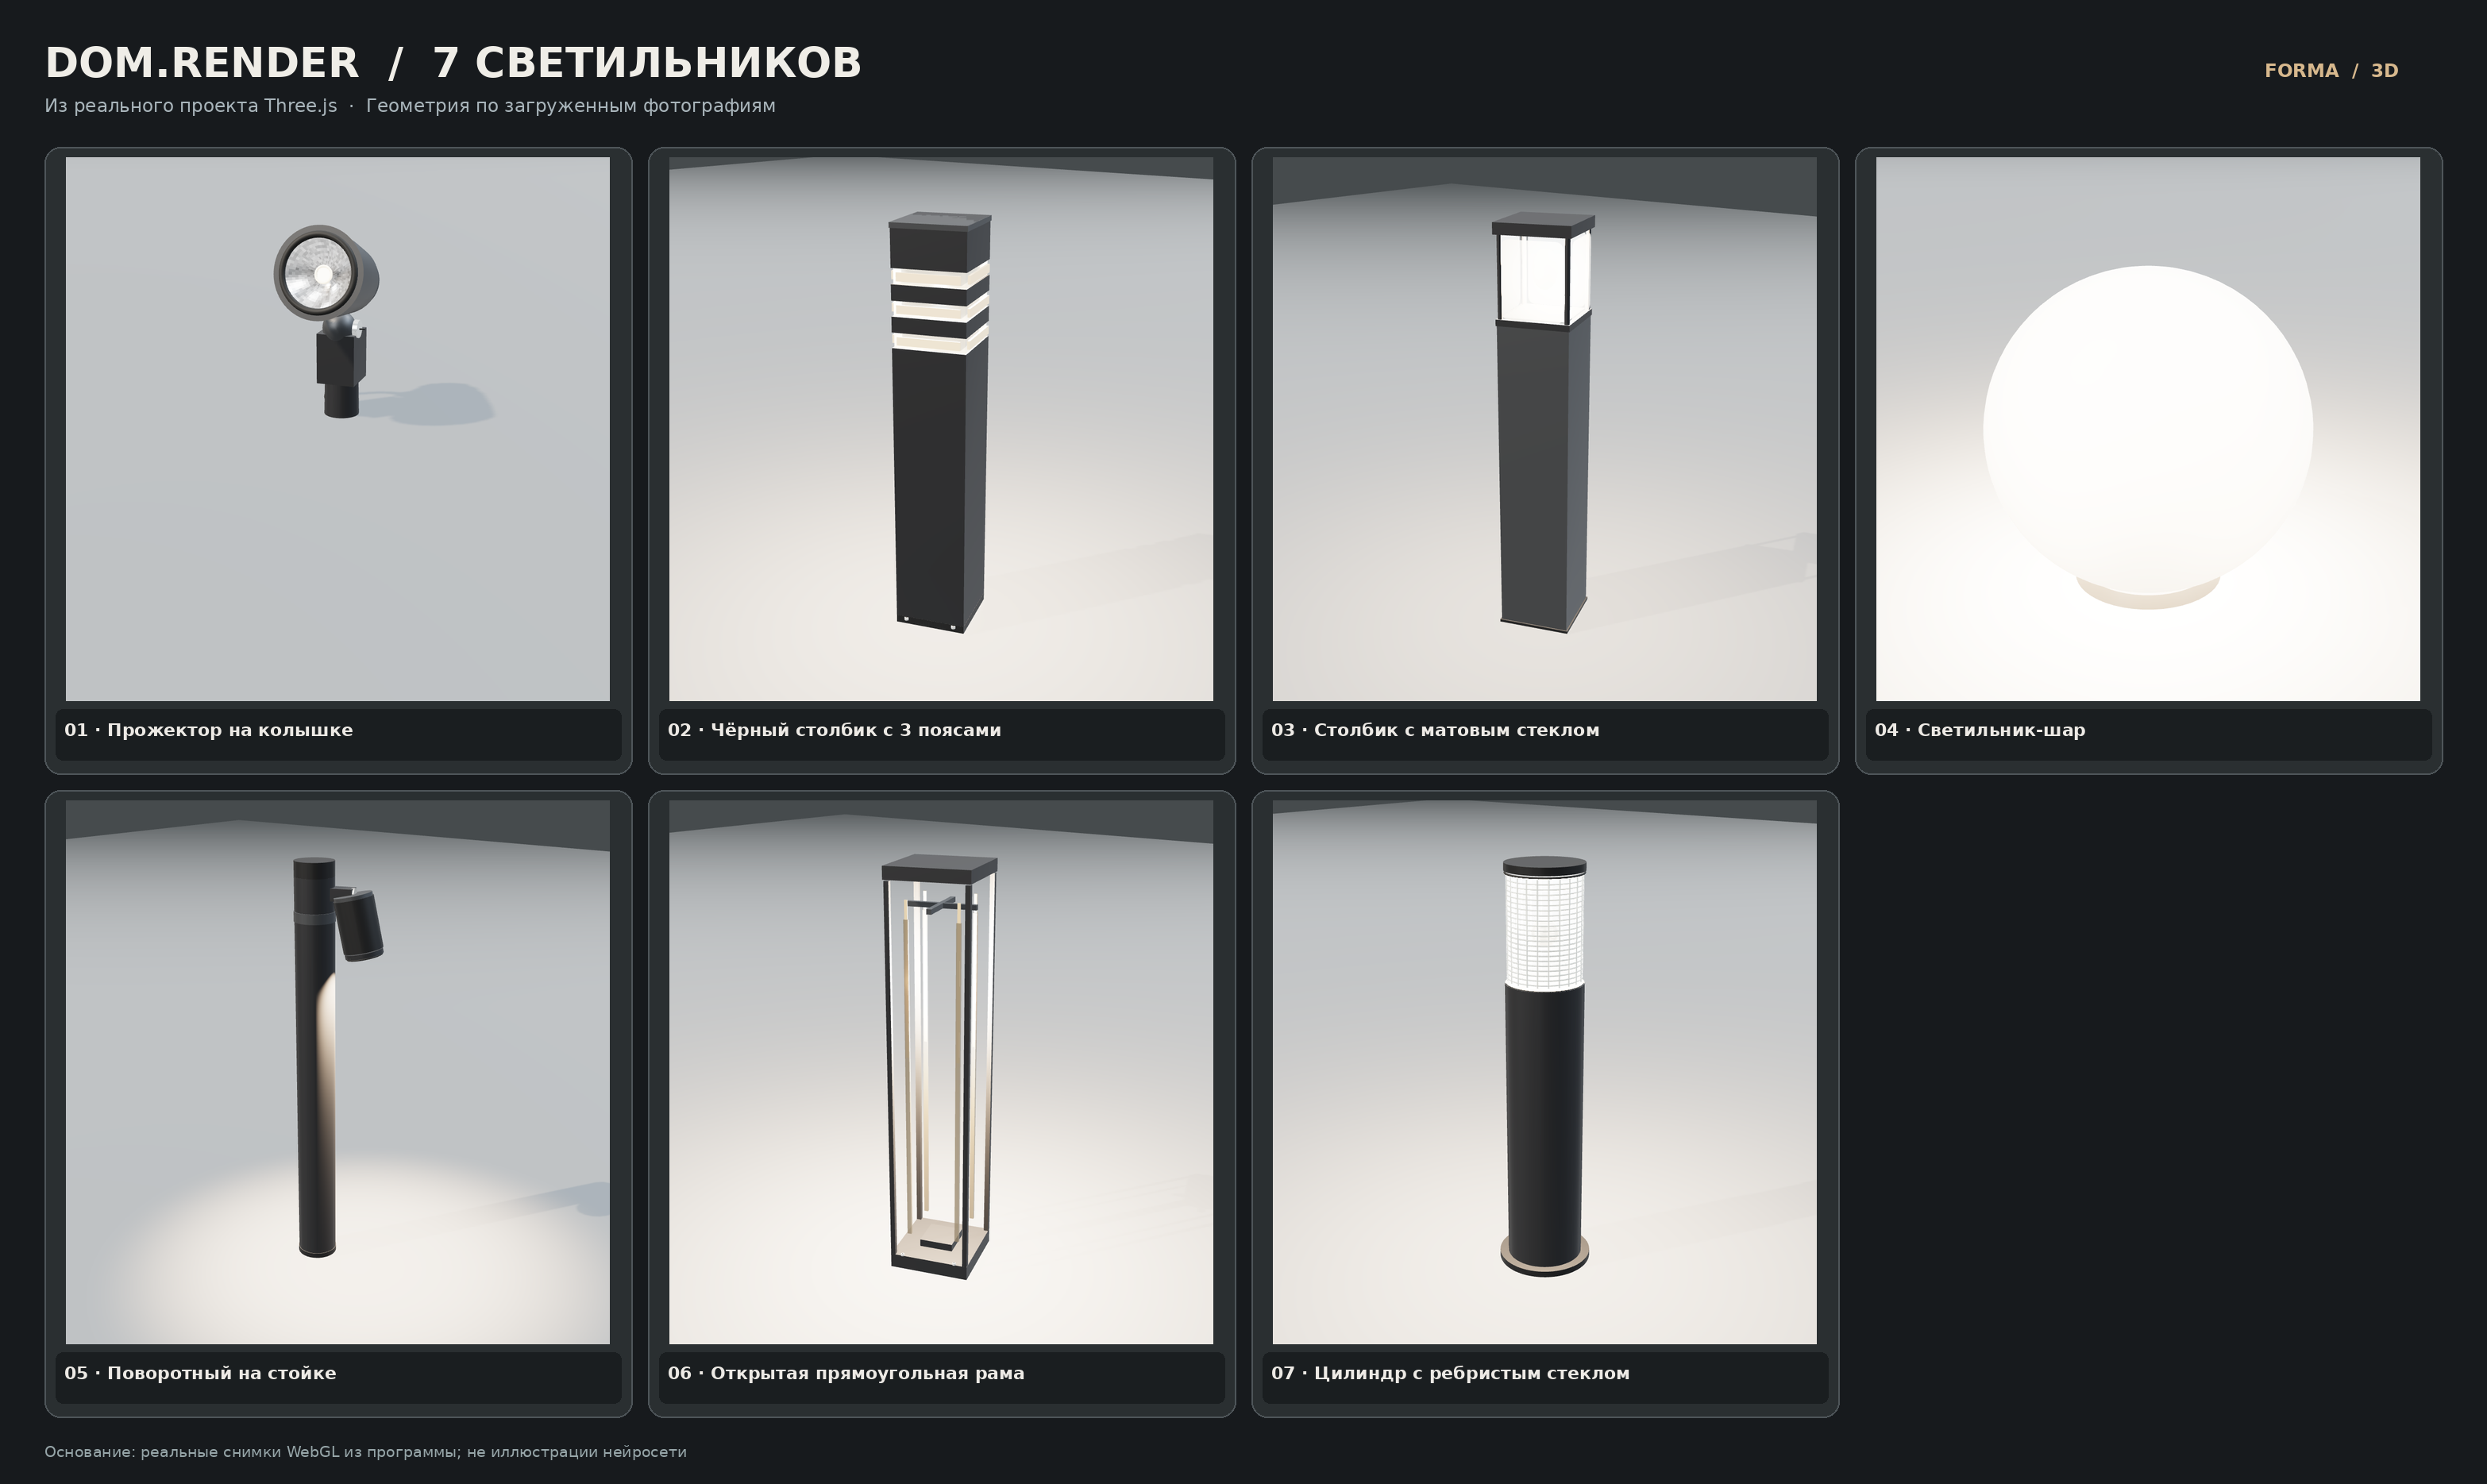 DOM.RENDER / 7 СВЕТИЛЬНИКОВ
FORMA / 3D
Из реального проекта Three.js · Геометрия по загруженным фотографиям
01 · Прожектор на колышке
02 · Чёрный столбик с 3 поясами
03 · Столбик с матовым стеклом
04 · Светильник-шар
05 · Поворотный на стойке
06 · Открытая прямоугольная рама
07 · Цилиндр с ребристым стеклом
Основание: реальные снимки WebGL из программы; не иллюстрации нейросети